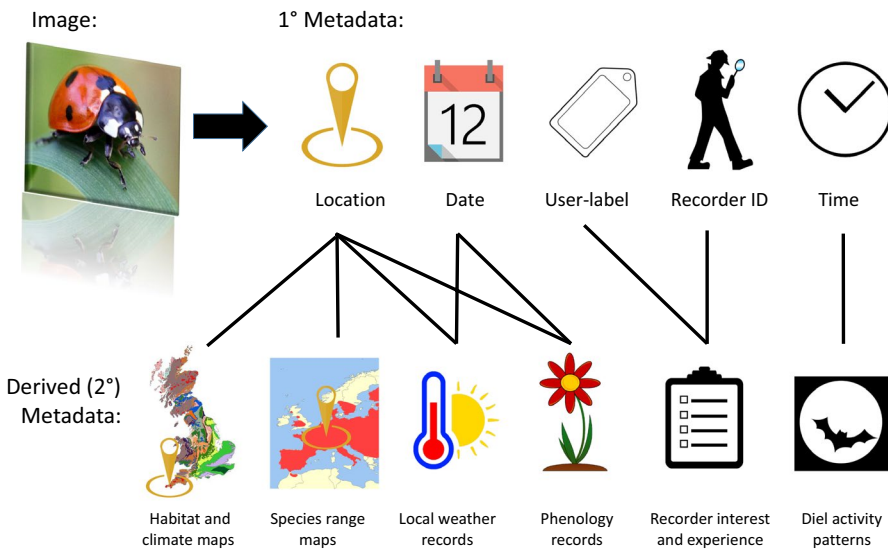 Image:
1° Metadata:
12
Location
Date
User-label
Recorder ID
Time
Derived (2°)
Metadata:
Habitat and
climate maps
Species range
maps
Local weather
records
Phenology
records
Recorder interest
and experience
Diel activity
patterns